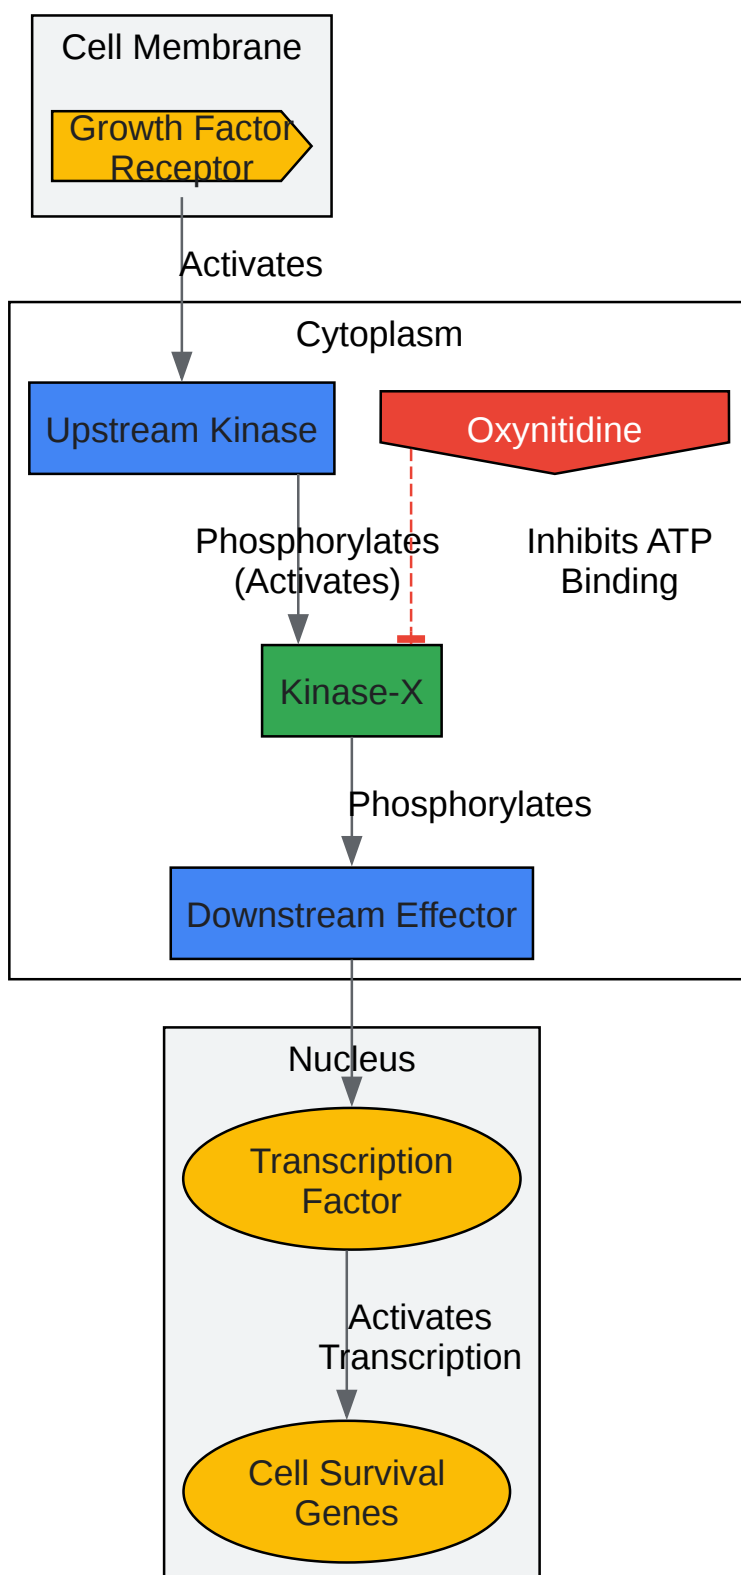 Cell Membrane
Growth Factor
Receptor
Activates
Cytoplasm
Upstream Kinase
Oxynitidine
Phosphorylates
(Activates)
Inhibits ATP
Binding
Kinase-X
Phosphorylates
Downstream Effector
Nucleus
Transcription
Factor
Activates
Transcription
Cell Survival
Genes